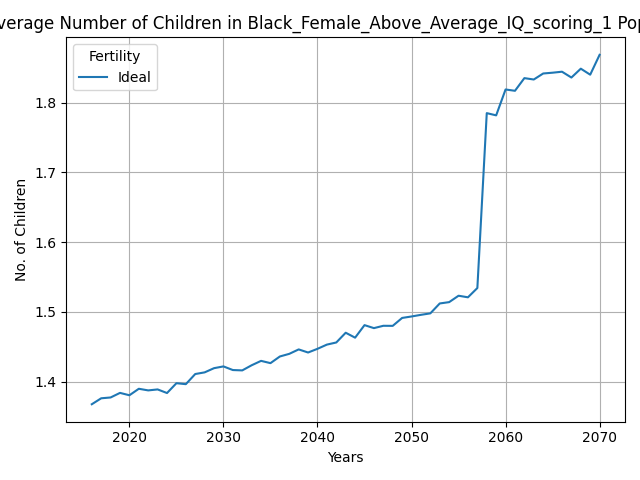 verage Number of Children in Black_Female_Above_Average_IQ_scoring_1 Pop
Fertility
Ideal
No. of Children
1.8
1.7
1.6
1.5
1.4
2020 2030 2040 2050 2060 2070
Years